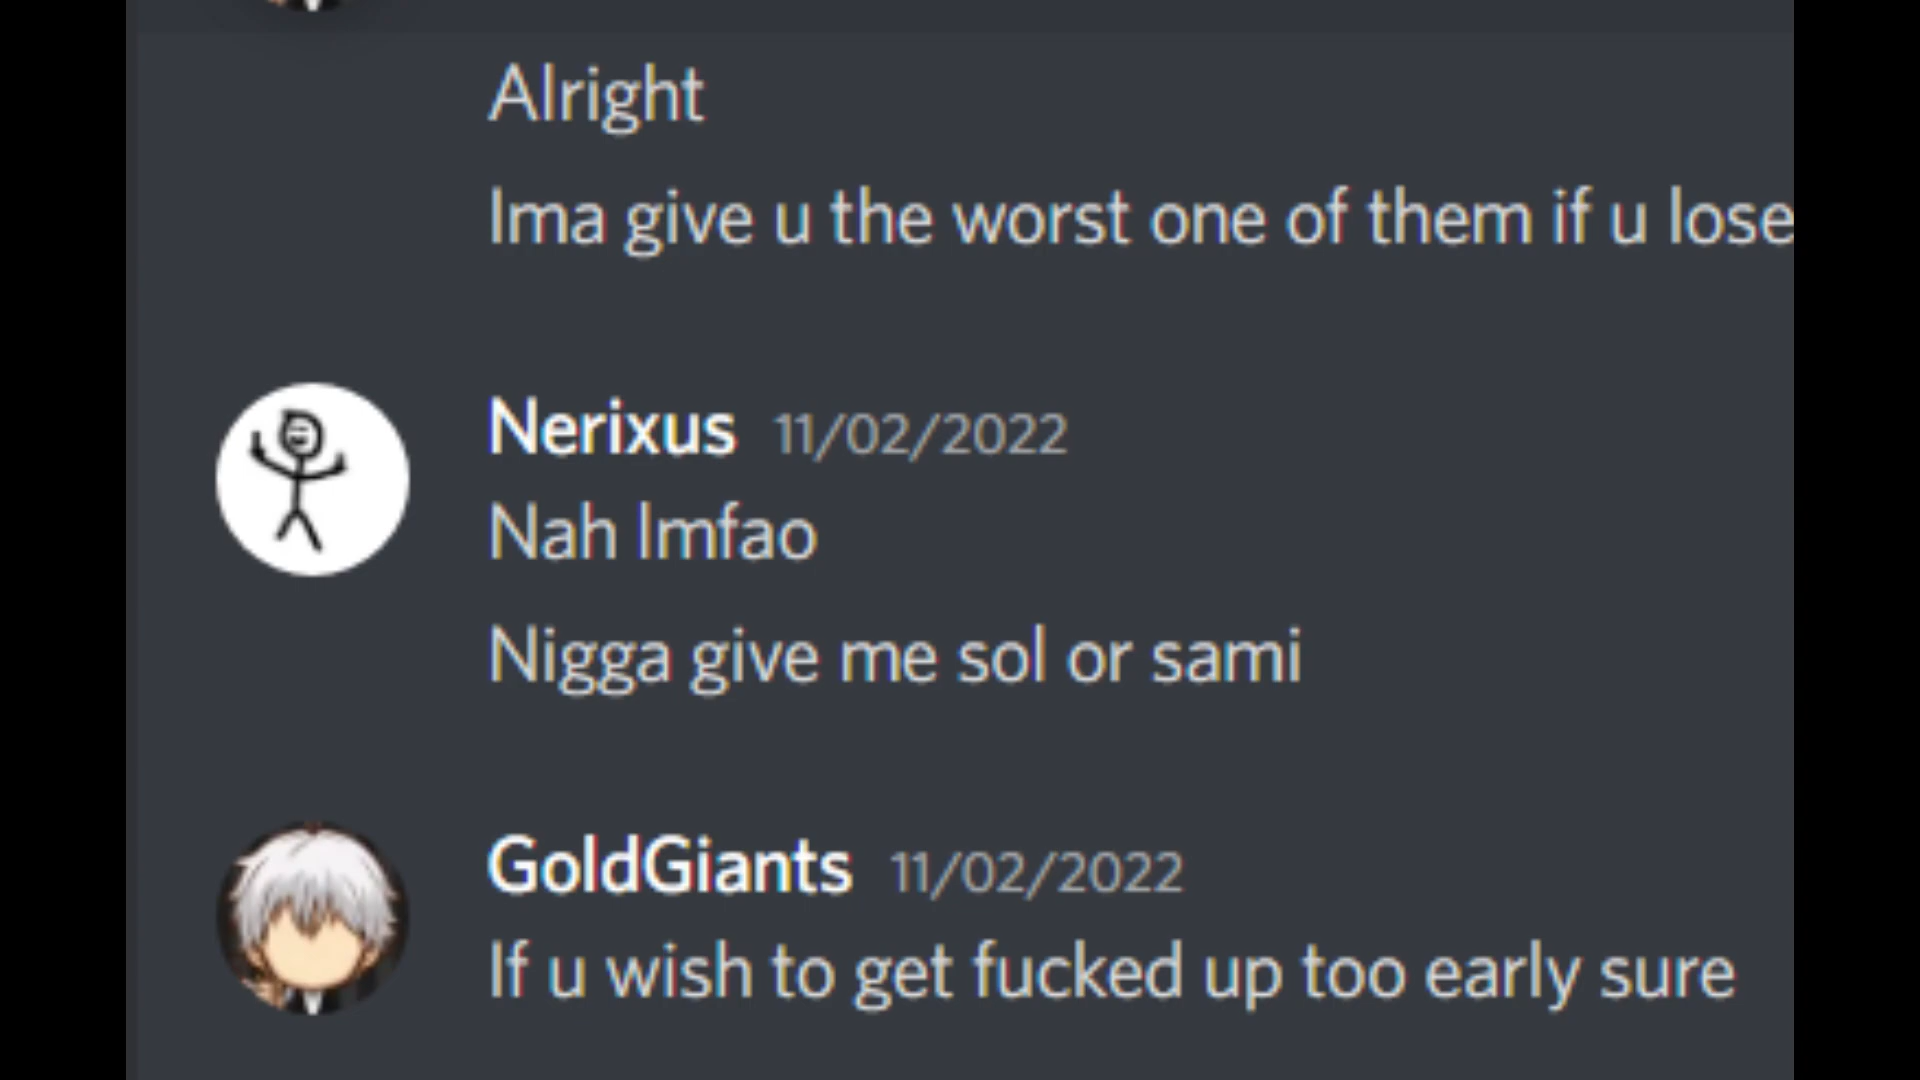 Alright
Ima give u the worst one of them if u lose
Nerixus 11/02/2022
Nah lmfao
Nigga give me sol or sami
GoldGiants 11/02/2022
If u wish to get fucked up too early sure